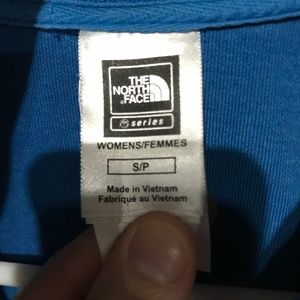 THE
NORTH
FACE
series
WOMENS/FEMMES
S/P
Made in Vietnam
Fabriqué au Vietnam